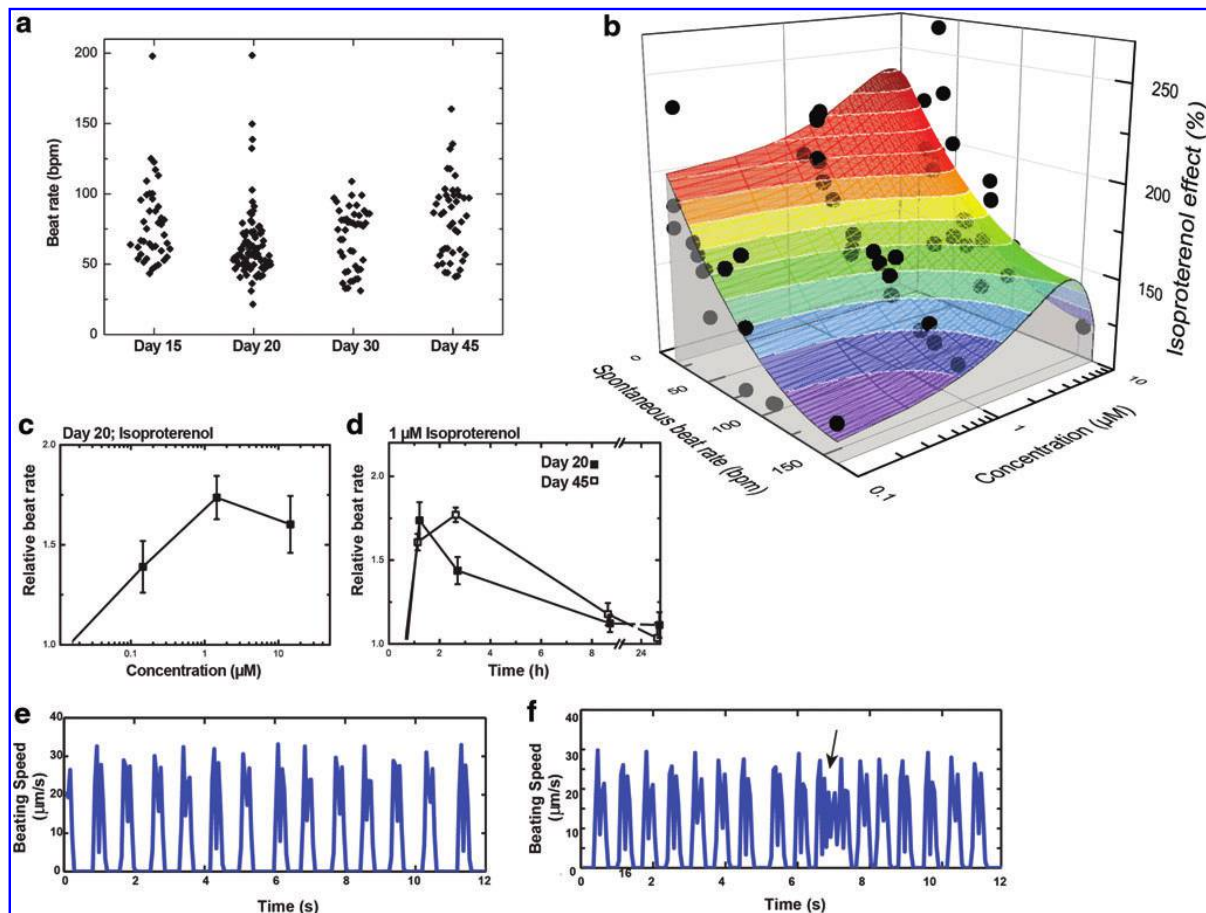 a
200
150
100
50
0
Beat rate (bpm)
Day 15 Day 20 Day 30 Day 45
b
250
200
150
Isoproterenol effect (%)
0
50
100
150
Spontaneous beat rate (bpm)
0.1
1
10
Concentration (µM)
c
Day 20; Isoproterenol
2.0
1.5
1.0
Relative beat rate
0.1 1 10
Concentration (µM)
d
1 µM Isoproterenol
Day 20
Day 45
2.0
1.5
1.0
Relative beat rate
0 2 4 6 8 24
Time (h)
e
40
30
20
10
0
Beating Speed
(µm/s)
0 2 4 6 8 10 12
Time (s)
f
40
30
20
10
0
Beating Speed
(µm/s)
0 16 2 4 6 8 10 12
Time (s)